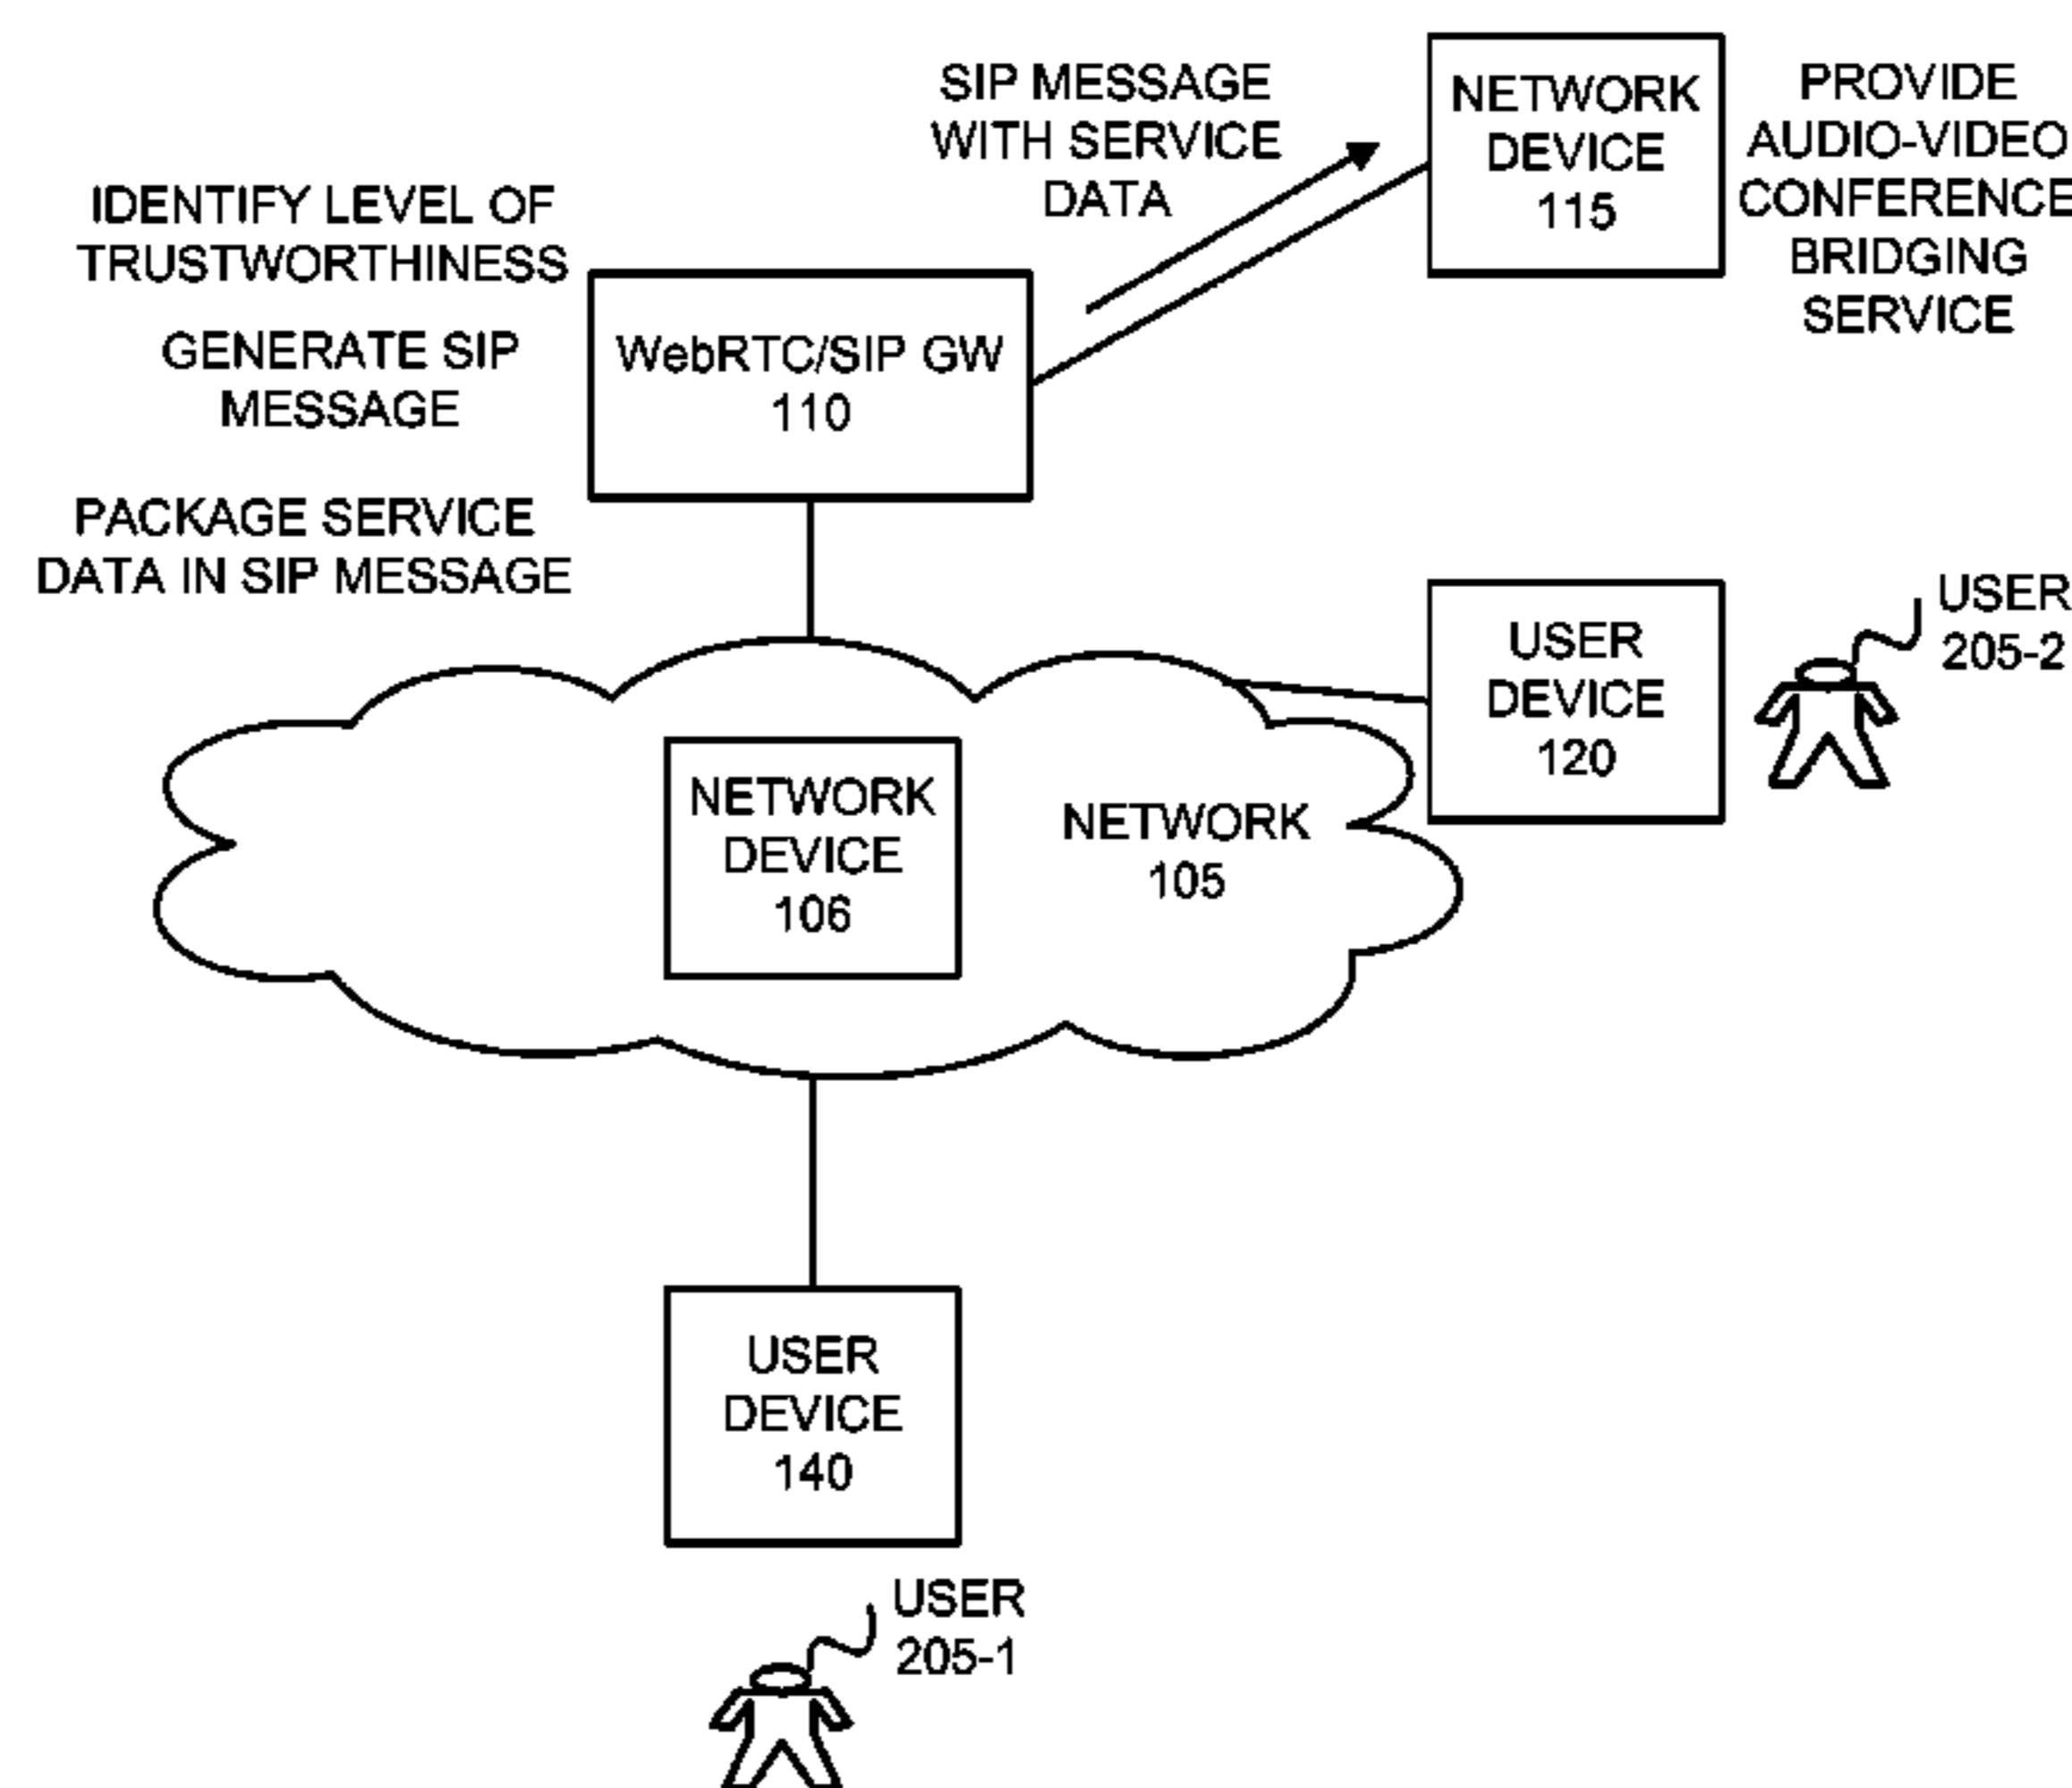 SIP MESSAGE
WITH SERVICE
DATA
NETWORK
DEVICE
115
PROVIDE
AUDIO-VIDEO
CONFERENCE
BRIDGING
SERVICE
IDENTIFY LEVEL OF
TRUSTWORTHINESS
GENERATE SIP
MESSAGE
PACKAGE SERVICE
DATA IN SIP MESSAGE
WebRTC/SIP GW
110
USER
DEVICE
120
USER
205-2
NETWORK
DEVICE
106
NETWORK
105
USER
DEVICE
140
USER
205-1